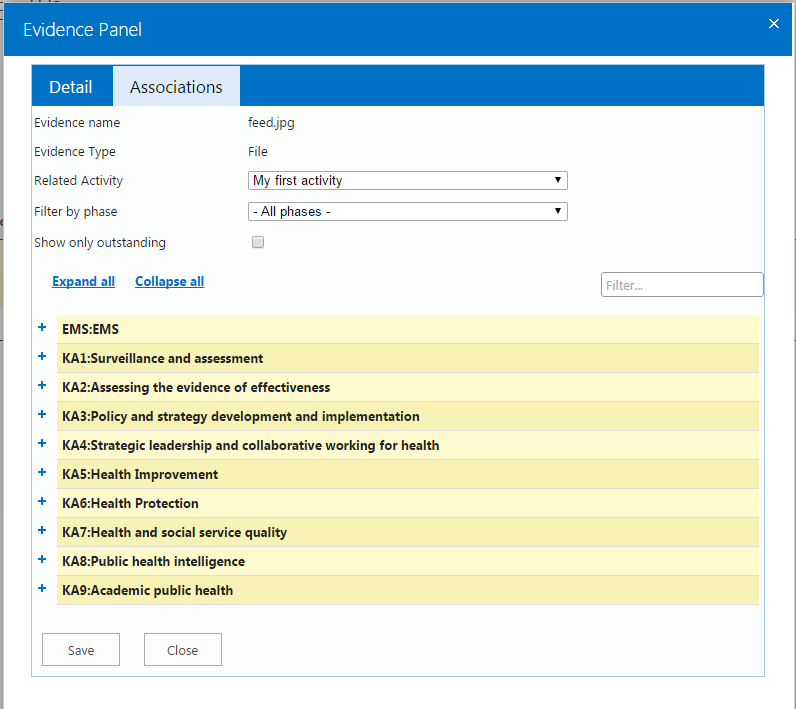 Evidence Panel
×
Detail
Associations
Evidence name feed.jpg
Evidence Type File
Related Activity My first activity
Filter by phase - All phases -
Show only outstanding
Expand all Collapse all Filter...
+ EMS:EMS
+ KA1:Surveillance and assessment
+ KA2:Assessing the evidence of effectiveness
+ KA3:Policy and strategy development and implementation
+ KA4:Strategic leadership and collaborative working for health
+ KA5:Health Improvement
+ KA6:Health Protection
+ KA7:Health and social service quality
+ KA8:Public health intelligence
+ KA9:Academic public health
Save Close